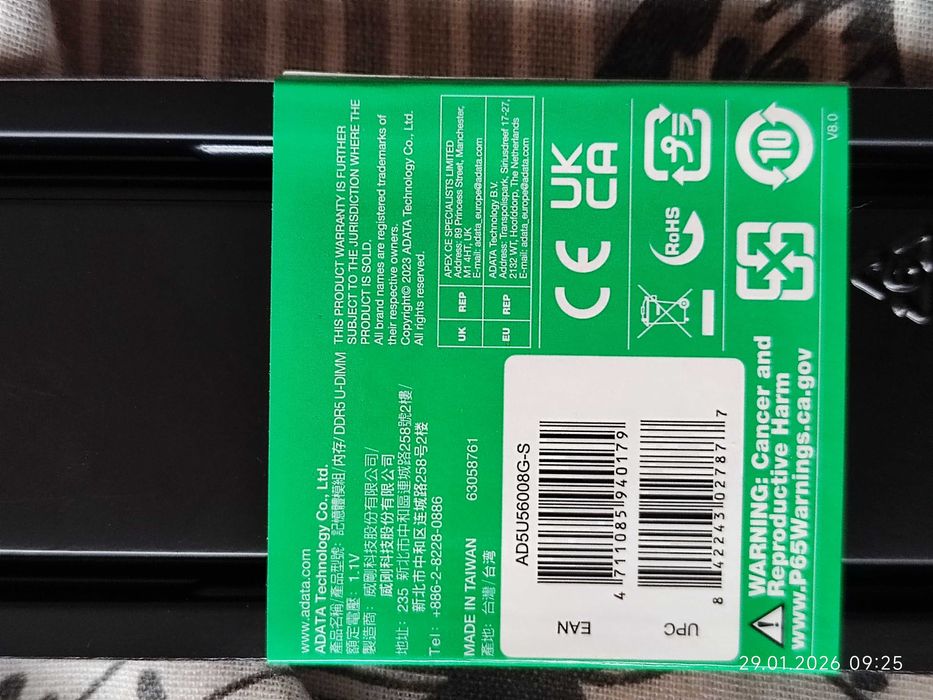 www.adata.com
ADATA Technology Co., Ltd.
產品名稱/產品型號: 記憶體模組/内存/ DDR5 U-DIMM
額定電壓: 1.1V
製造商: 威剛科技股份有限公司/
威刚科技股份有限公司
地址: 235 新北市中和區連城路258號2樓/
新北市中和区连城路258号2楼
Tel: +886-2-8228-0886
MADE IN TAIWAN 63058761
產地: 台灣/台湾
THIS PRODUCT WARRANTY IS FURTHER
SUBJECT TO THE JURISDICTION WHERE THE
PRODUCT IS SOLD.
All brand names are registered trademarks of
their respective owners.
Copyright© 2023 ADATA Technology Co., Ltd.
All rights reserved.
UK REP
APEX CE SPECIALISTS LIMITED
Address: 89 Princess Street, Manchester,
M1 4HT, UK
E-mail: adata_europe@adata.com
EU REP
ADATA Technology B.V.
Address: Transpolispark, Siriusdreef 17-27,
2132 WT, Hoofddorp, The Netherlands
E-mail: adata_europe@adata.com
CE
UK
CA
RoHS
プラ
10
V8.0
AD5U56008G-S
EAN
4 711085 940179
UPC
8 42243 02787 7
WARNING: Cancer and
Reproductive Harm
www.P65Warnings.ca.gov
29.01.2026 09:25